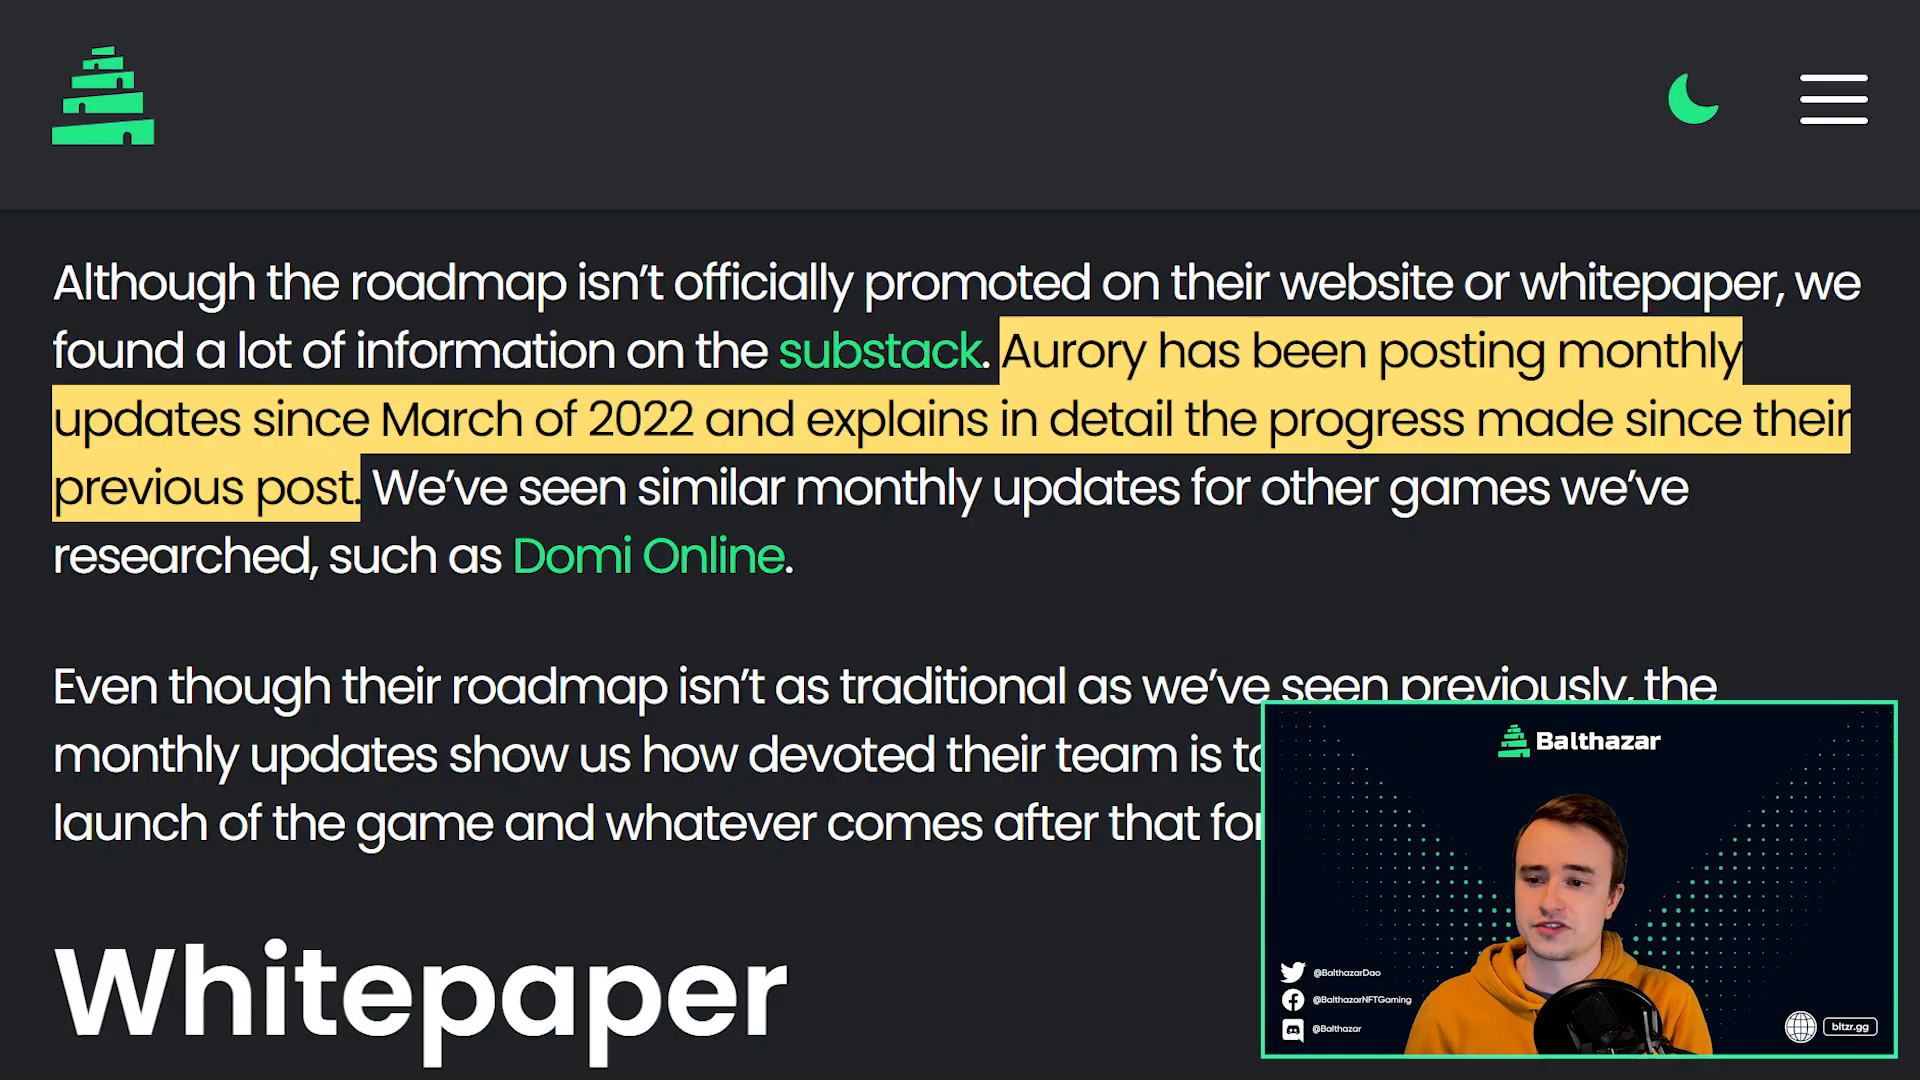 Although the roadmap isn't officially promoted on their website or whitepaper, we
found a lot of information on the substack. Aurory has been posting monthly
updates since March of 2022 and explains in detail the progress made since their
previous post. We've seen similar monthly updates for other games we've
researched, such as Domi Online.
Even though their roadmap isn't as traditional as we've seen previously, the
monthly updates show us how devoted their team is
launch of the game and whatever comes after that
Whitepaper
Balthazar
@BalthazarDao
@BalthazarNFTGaming
@Balthazar
bltzr.gg